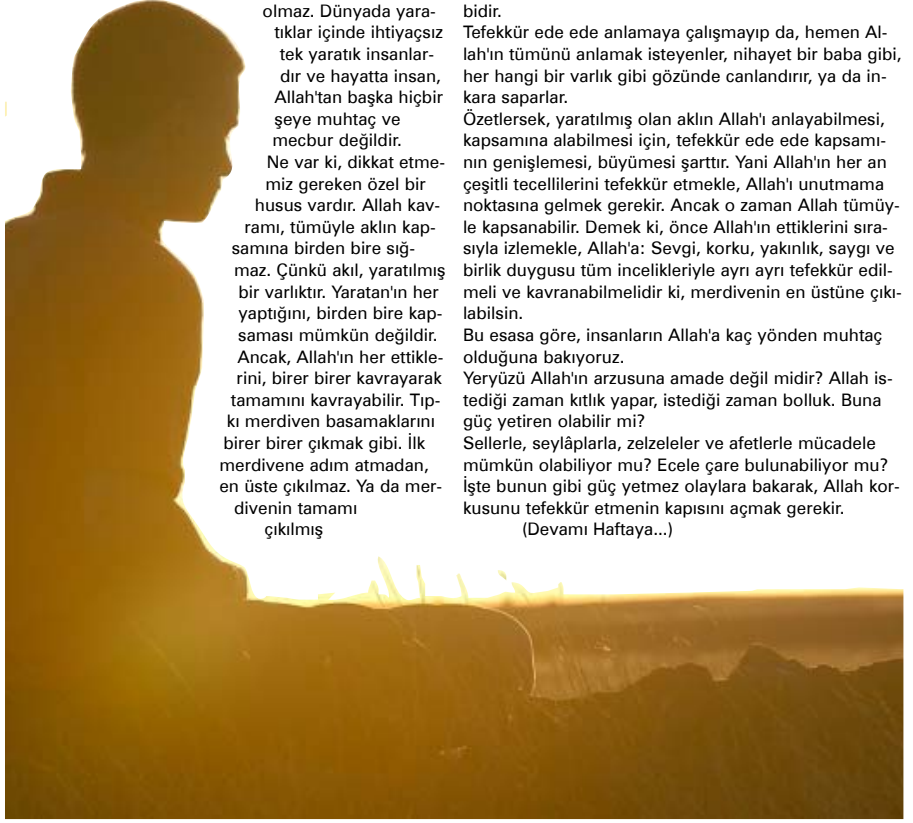 olmaz. Dünyada yara-
tıklar içinde ihtiyaçsız
tek yaratık insanlar-
dır ve hayatta insan,
Allah'tan başka hiçbir
şeye muhtaç ve
mecbur değildir.
Ne var ki, dikkat etme-
miz gereken özel bir
husus vardır. Allah kav-
ramı, tümüyle aklın kap-
samına birden bire sığ-
maz. Çünkü akıl, yaratılmış
bir varlıktır. Yaratan'ın her
yaptığını, birden bire kap-
saması mümkün değildir.
Ancak, Allah'ın her ettikle-
rini, birer birer kavrayarak
tamamını kavrayabilir. Tıp-
kı merdiven basamaklarını
birer birer çıkmak gibi. İlk
merdivene adım atmadan,
en üste çıkılmaz. Ya da mer-
divenin tamamı
çıkılmış
bidir.
Tefekkür ede ede anlamaya çalışmayıp da, hemen Al-
lah'ın tümünü anlamak isteyenler, nihayet bir baba gibi,
her hangi bir varlık gibi gözünde canlandırır, ya da in-
kara saparlar.
Özetlersek, yaratılmış olan aklın Allah'ı anlayabilmesi,
kapsamına alabilmesi için, tefekkür ede ede kapsamı-
nın genişlemesi, büyümesi şarttır. Yani Allah'ın her an
çeşitli tecellilerini tefekkür etmekle, Allah'ı unutmama
noktasına gelmek gerekir. Ancak o zaman Allah tümüy-
le kapsanabilir. Demek ki, önce Allah'ın ettiklerini sıra-
sıyla izlemekle, Allah'a: Sevgi, korku, yakınlık, saygı ve
birlik duygusu tüm incelikleriyle ayrı ayrı tefekkür edil-
meli ve kavranabilmelidir ki, merdivenin en üstüne çıkı-
labilsin.
Bu esasa göre, insanların Allah'a kaç yönden muhtaç
olduğuna bakıyoruz.
Yeryüzü Allah'ın arzusuna amade değil midir? Allah is-
tediği zaman kıtlık yapar, istediği zaman bolluk. Buna
güç yetiren olabilir mi?
Sellerle, seylâplarla, zelzeleler ve afetlerle mücadele
mümkün olabiliyor mu? Ecele çare bulunabiliyor mu?
İşte bunun gibi güç yetmez olaylara bakarak, Allah kor-
kusunu tefekkür etmenin kapısını açmak gerekir.
(Devamı Haftaya...)